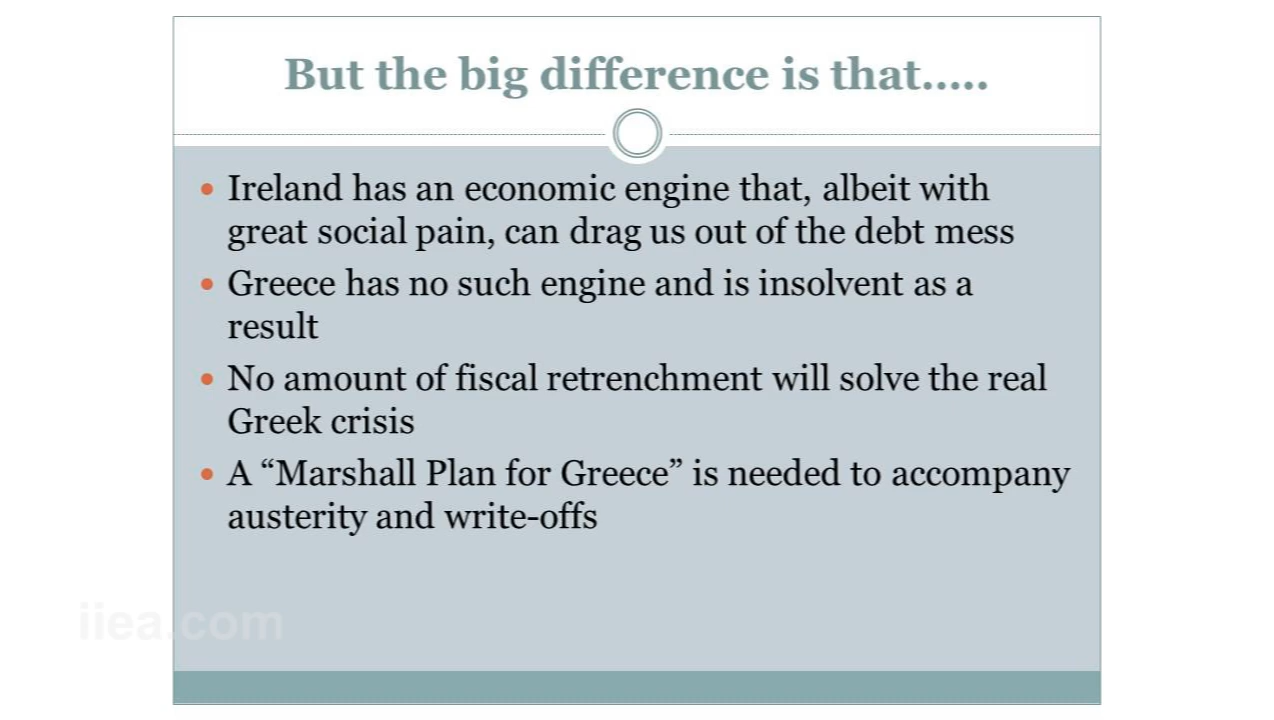 But the big difference is that.....
• Ireland has an economic engine that, albeit with
great social pain, can drag us out of the debt mess
• Greece has no such engine and is insolvent as a
result
• No amount of fiscal retrenchment will solve the real
Greek crisis
• A “Marshall Plan for Greece” is needed to accompany
austerity and write-offs
iiea.com